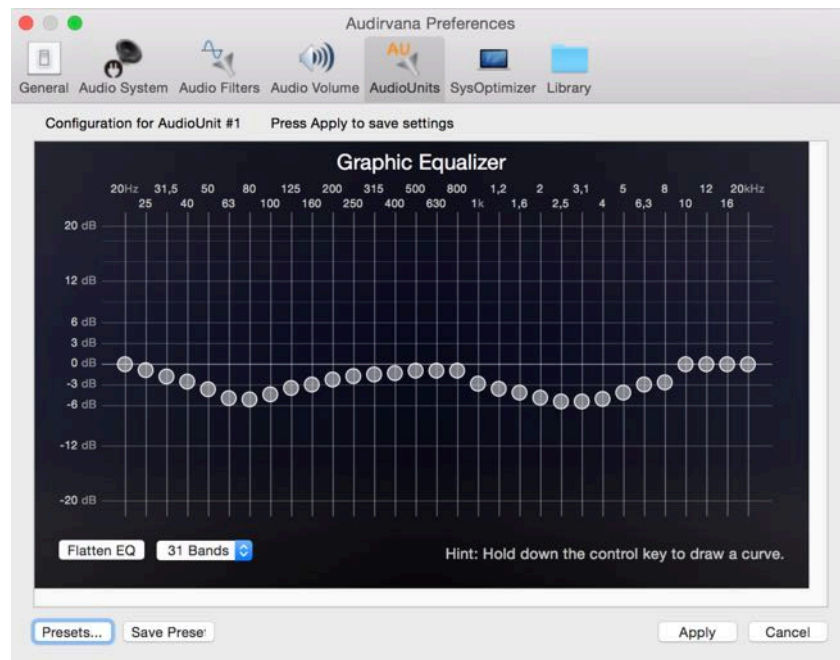 Audirvana Preferences
General Audio System Audio Filters Audio Volume AudioUnits SysOptimizer Library
AU
Configuration for AudioUnit #1 Press Apply to save settings
Graphic Equalizer
20Hz 31,5 50 80 125 200 315 500 800 1,2 2 3,1 5 8 12 20kHz
25 40 63 100 160 250 400 630 1k 1,6 2,5 4 6,3 10 16
20 dB
12 dB
6 dB
3 dB
0 dB
-3 dB
-6 dB
-12 dB
-20 dB
Flatten EQ 31 Bands Hint: Hold down the control key to draw a curve.
Presets... Save Preset Apply Cancel